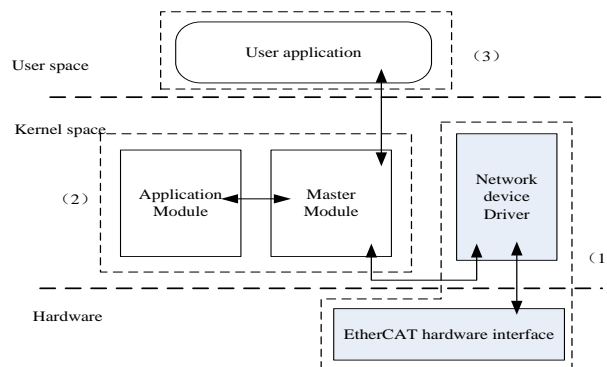 User application
（3）
User space
Kernel space
（2）
Application
Module
Master
Module
Network
device
Driver
（1
Hardware
EtherCAT hardware interface